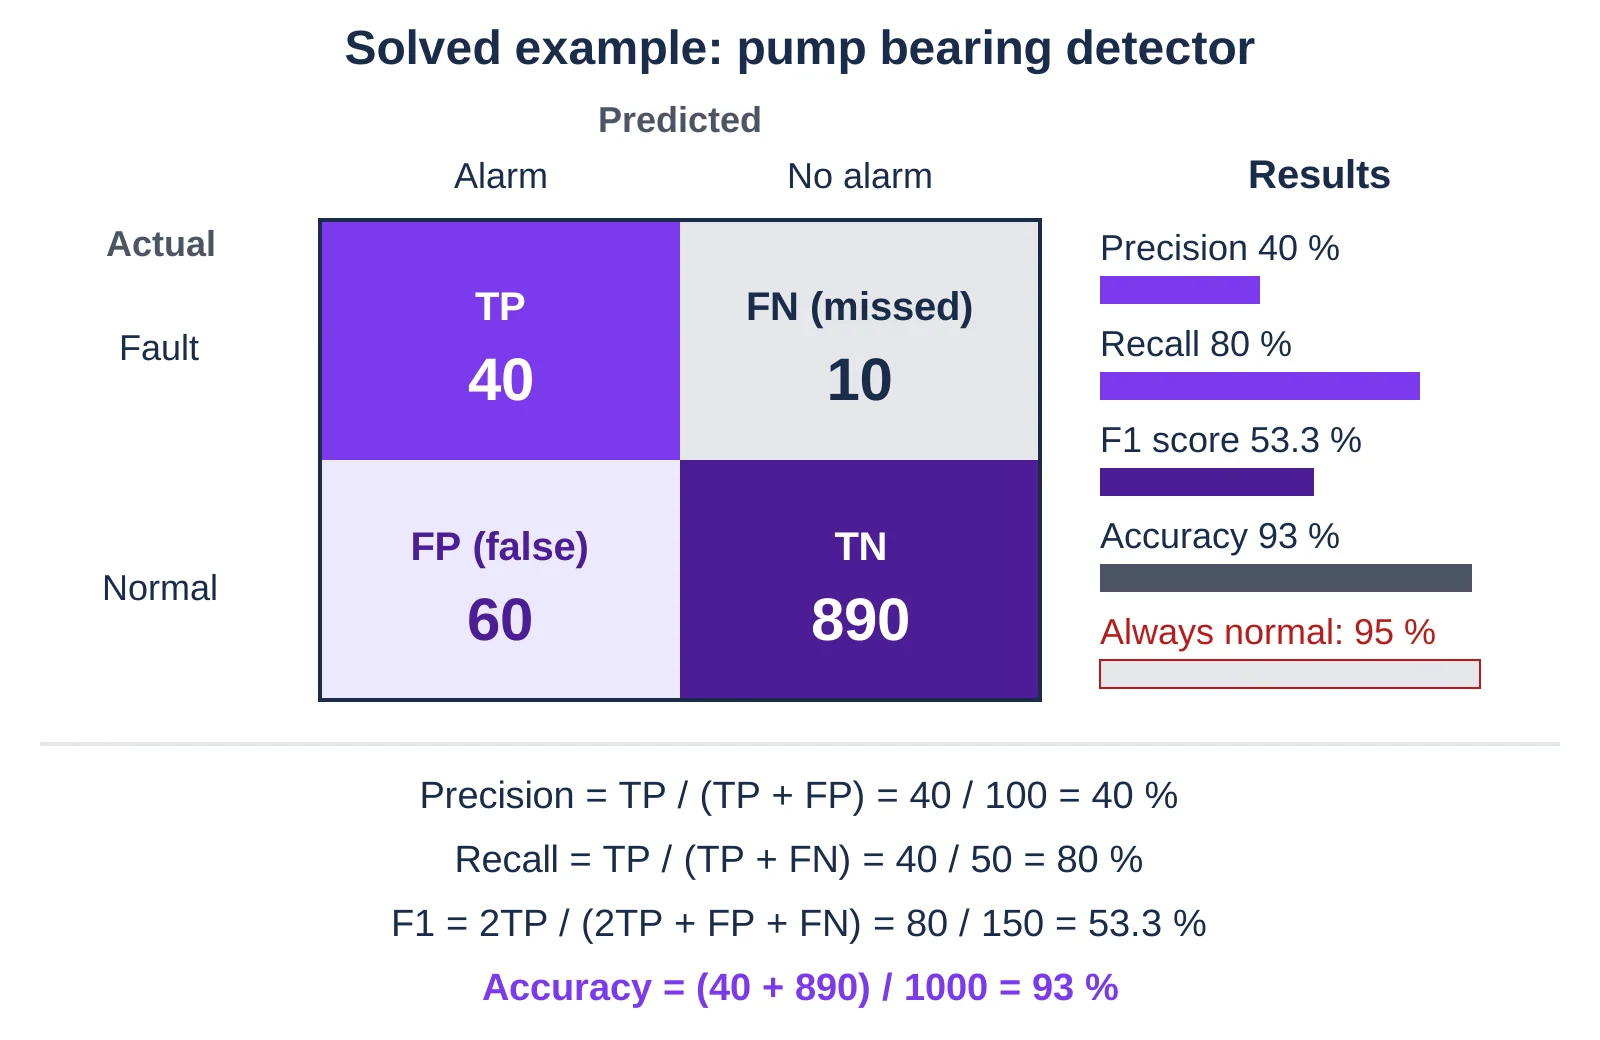 Solved example: pump bearing detector
Predicted
Alarm No alarm
Actual
Fault
Normal
TP
40
FN (missed)
10
FP (false)
60
TN
890
Results
Precision 40 %
Recall 80 %
F1 score 53.3 %
Accuracy 93 %
Always normal: 95 %
Precision = TP / (TP + FP) = 40 / 100 = 40 %
Recall = TP / (TP + FN) = 40 / 50 = 80 %
F1 = 2TP / (2TP + FP + FN) = 80 / 150 = 53.3 %
Accuracy = (40 + 890) / 1000 = 93 %